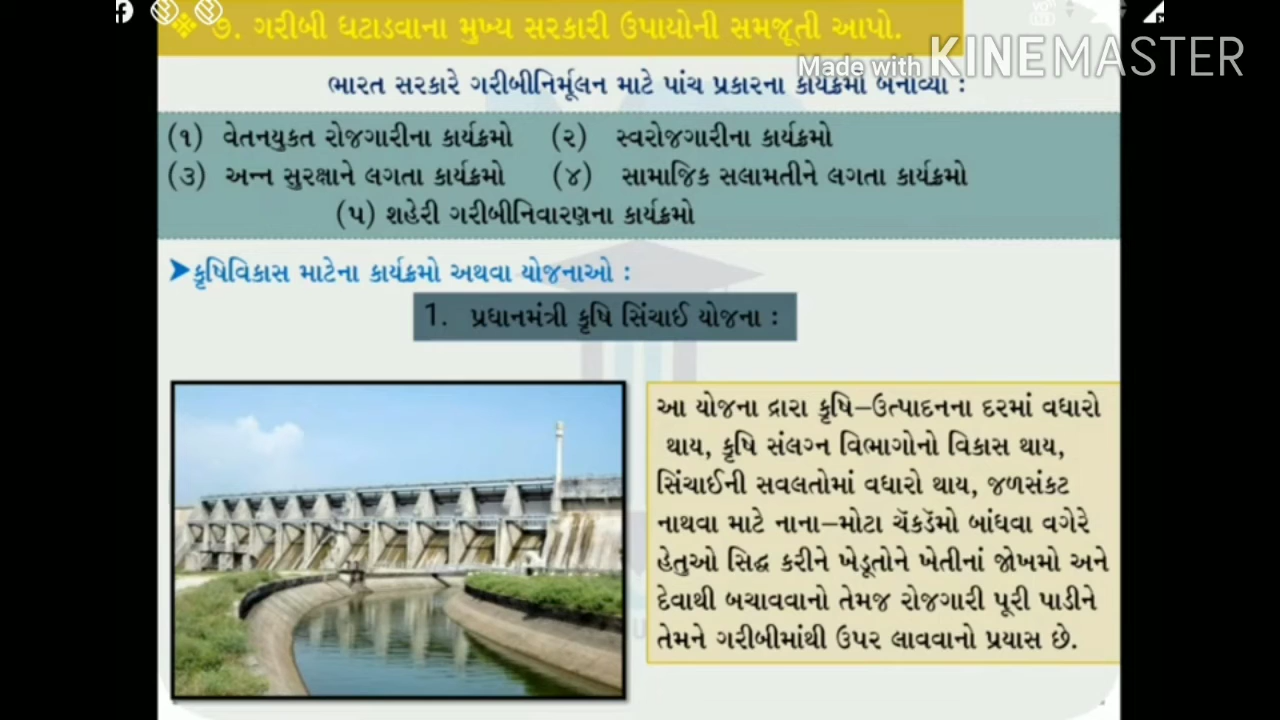 ૭. ગરીબી ઘટાડવાના મુખ્ય સરકારી ઉપાયોની સમજૂતી આપો.
Made with KINEMASTER
ભારત સરકારે ગરીબીનિર્મૂલન માટે પાંચ પ્રકારના કાર્યક્રમો બનાવ્યા :
(૧) વેતનયુક્ત રોજગારીના કાર્યક્રમો (૨) સ્વરોજગારીના કાર્યક્રમો
(૩) અન્ન સુરક્ષાને લગતા કાર્યક્રમો (૪) સામાજિક સલામતીને લગતા કાર્યક્રમો
(૫) શહેરી ગરીબીનિવારણના કાર્યક્રમો
➤કૃષિવિકાસ માટેના કાર્યક્રમો અથવા યોજનાઓ :
1. પ્રધાનમંત્રી કૃષિ સિંચાઈ યોજના :
આ યોજના દ્રારા કૃષિ–ઉત્પાદનના દરમાં વધારો
થાય, કૃષિ સંલગ્ન વિભાગોનો વિકાસ થાય,
સિંચાઈની સવલતોમાં વધારો થાય, જળસંકટ
નાથવા માટે નાના–મોટા ચૅકડૅમો બાંધવા વગેરે
હેતુઓ સિદ્ધ કરીને ખેડૂતોને ખેતીનાં જોખમો અને
દેવાથી બચાવવાનો તેમજ રોજગારી પૂરી પાડીને
તેમને ગરીબીમાંથી ઉપર લાવવાનો પ્રયાસ છે.